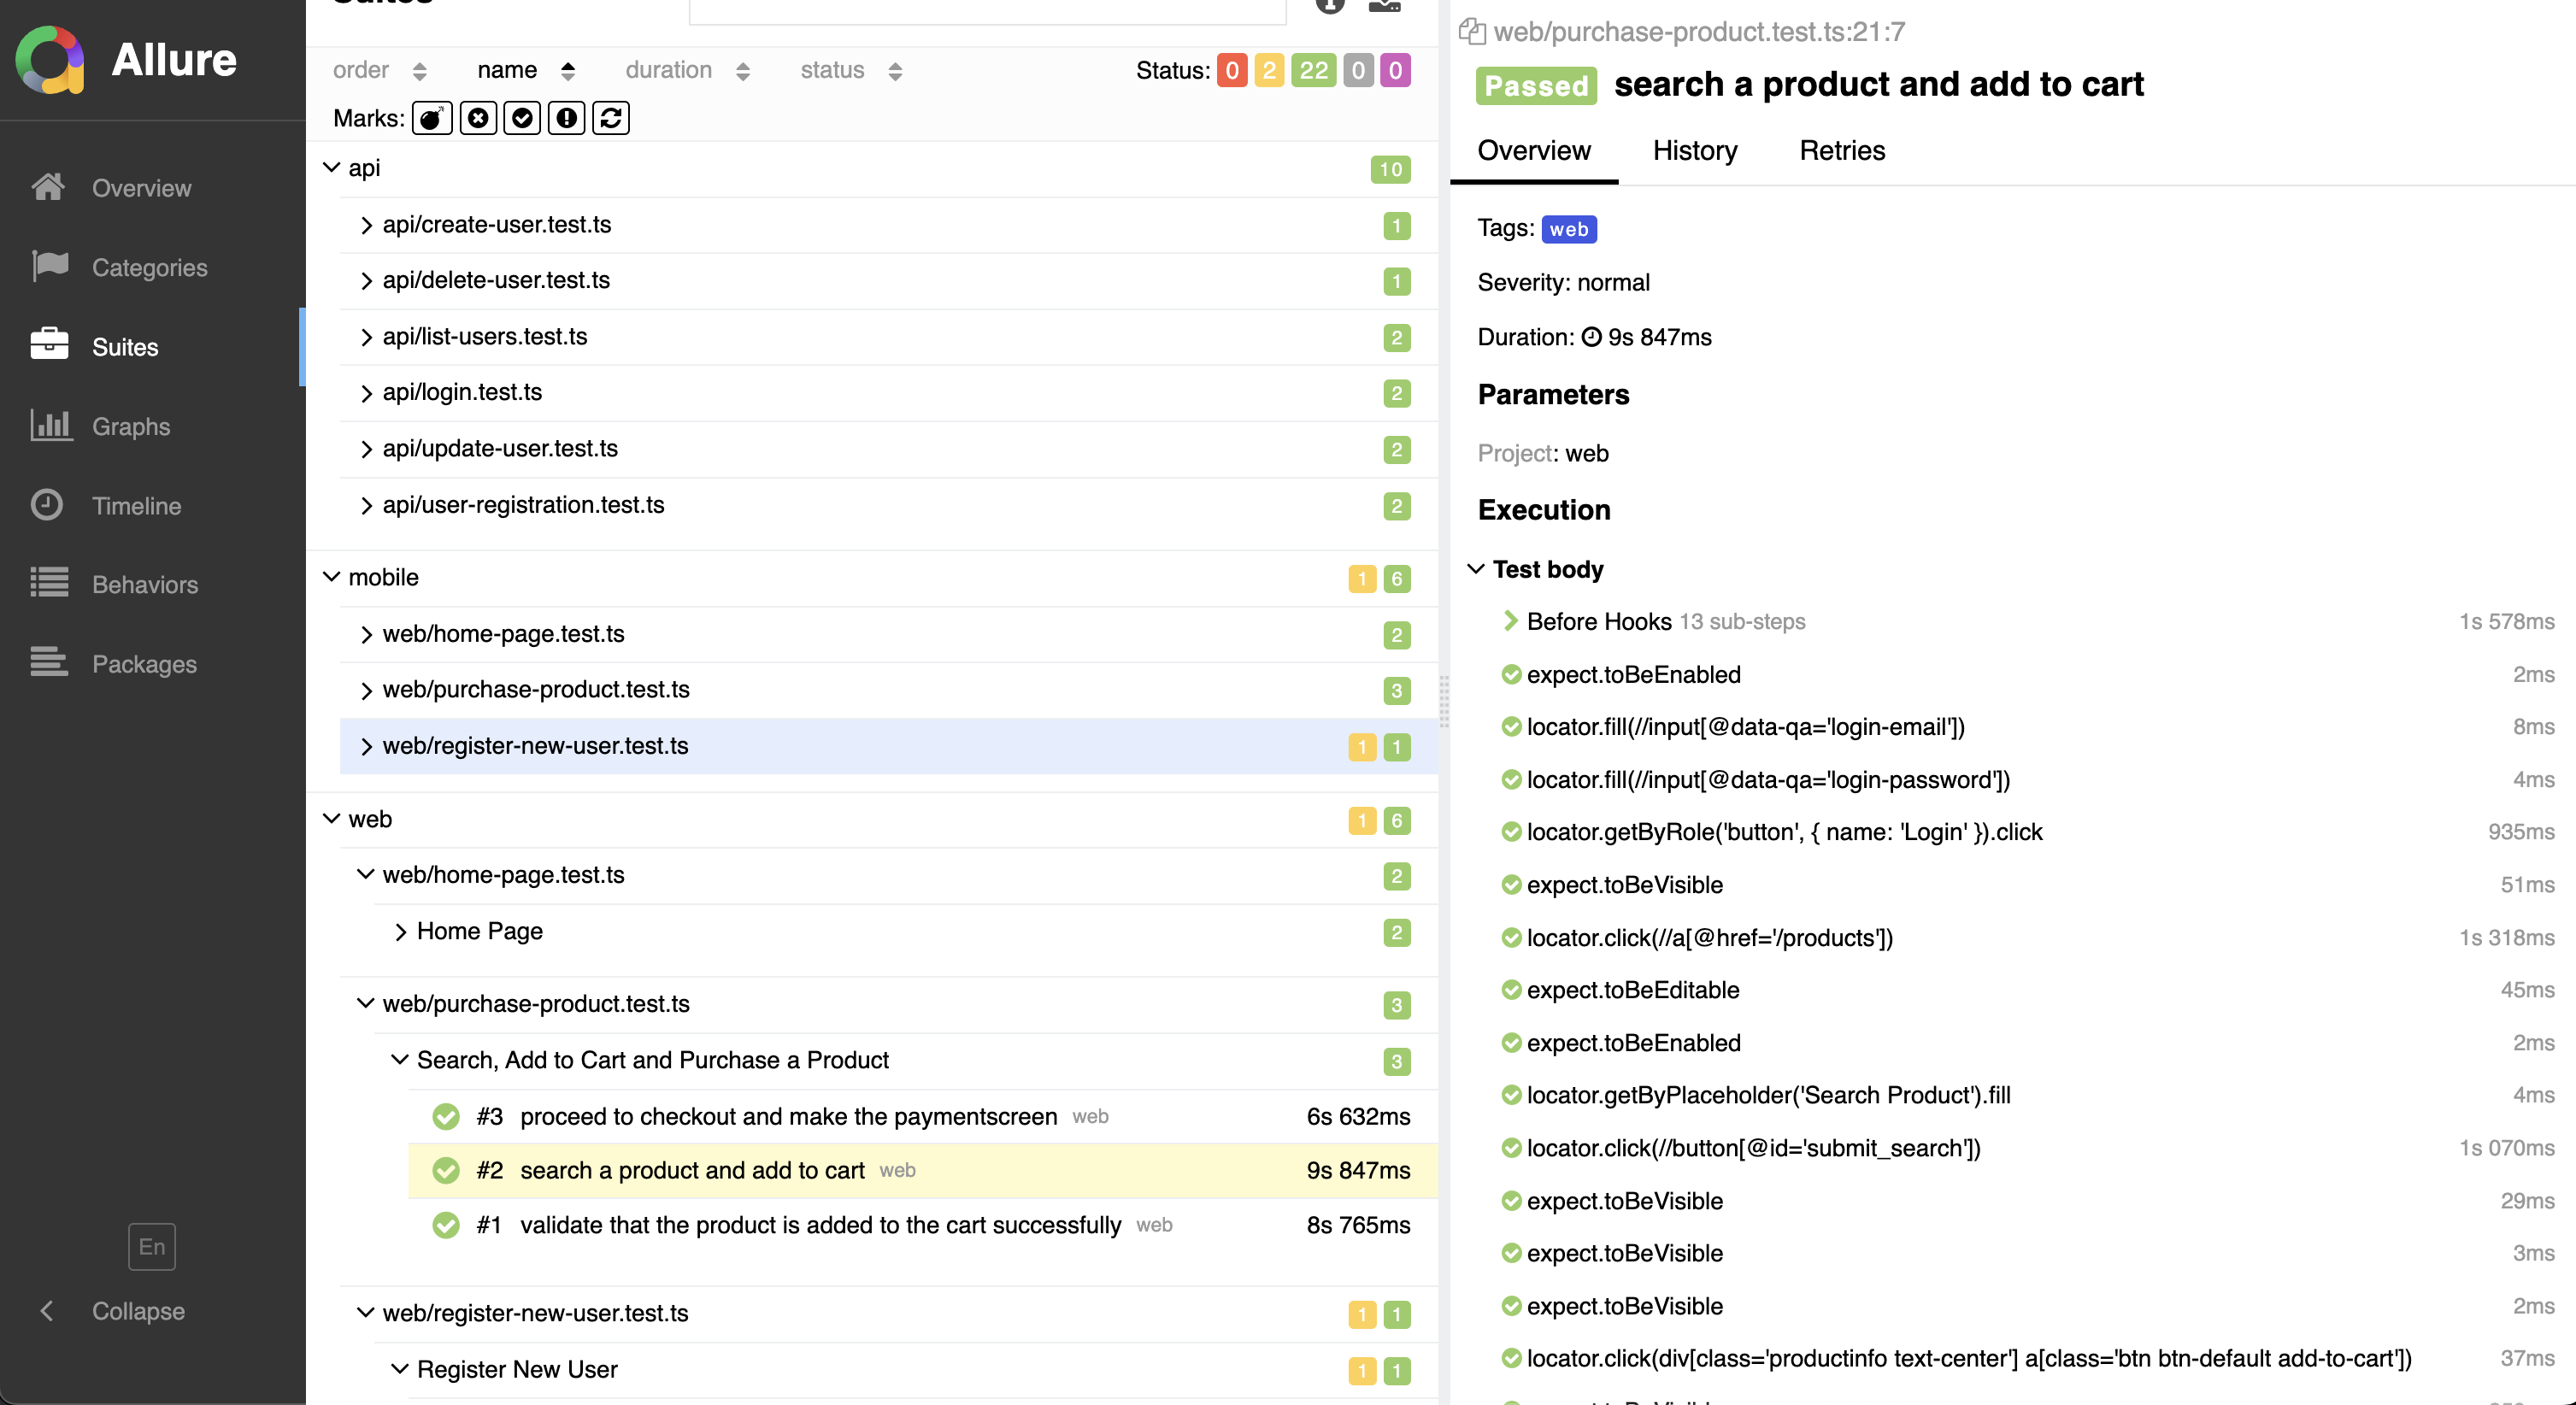 Allure
Overview
Categories
Suites
Graphs
Timeline
Behaviors
Packages
En
Collapse
Suites
order name duration status Status: 0 2 22 0 0
Marks:
api 10
api/create-user.test.ts 1
api/delete-user.test.ts 1
api/list-users.test.ts 2
api/login.test.ts 2
api/update-user.test.ts 2
api/user-registration.test.ts 2
mobile 1 6
web/home-page.test.ts 2
web/purchase-product.test.ts 3
web/register-new-user.test.ts 1 1
web 1 6
web/home-page.test.ts 2
Home Page 2
web/purchase-product.test.ts 3
Search, Add to Cart and Purchase a Product 3
#3 proceed to checkout and make the paymentscreen web 6s 632ms
#2 search a product and add to cart web 9s 847ms
#1 validate that the product is added to the cart successfully web 8s 765ms
web/register-new-user.test.ts 1 1
Register New User 1 1
web/purchase-product.test.ts:21:7
Passed search a product and add to cart
Overview History Retries
Tags: web
Severity: normal
Duration: 9s 847ms
Parameters
Project: web
Execution
Test body
Before Hooks 13 sub-steps 1s 578ms
expect.toBeEnabled 2ms
locator.fill(//input[@data-qa='login-email']) 8ms
locator.fill(//input[@data-qa='login-password']) 4ms
locator.getByRole('button', { name: 'Login' }).click 935ms
expect.toBeVisible 51ms
locator.click(//a[@href='/products']) 1s 318ms
expect.toBeEditable 45ms
expect.toBeEnabled 2ms
locator.getByPlaceholder('Search Product').fill 4ms
locator.click(//button[@id='submit_search']) 1s 070ms
expect.toBeVisible 29ms
expect.toBeVisible 3ms
expect.toBeVisible 2ms
locator.click(div[class='productinfo text-center'] a[class='btn btn-default add-to-cart']) 37ms